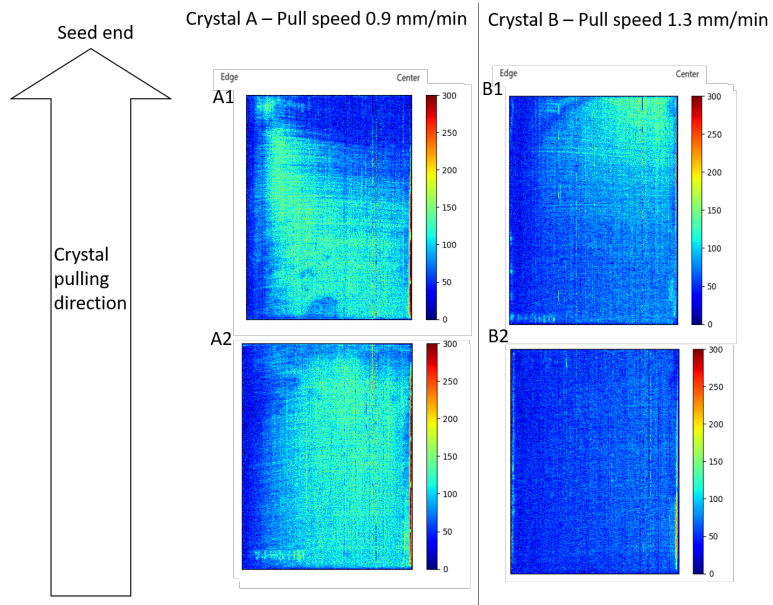 Crystal A – Pull speed 0.9 mm/min
Crystal B – Pull speed 1.3 mm/min
Seed end
Crystal
pulling
direction
Edge
Center
A1
300
250
200
150
100
50
0
Edge
Center
B1
300
250
200
150
100
50
0
A2
300
250
200
150
100
50
0
B2
300
250
200
150
100
50
0